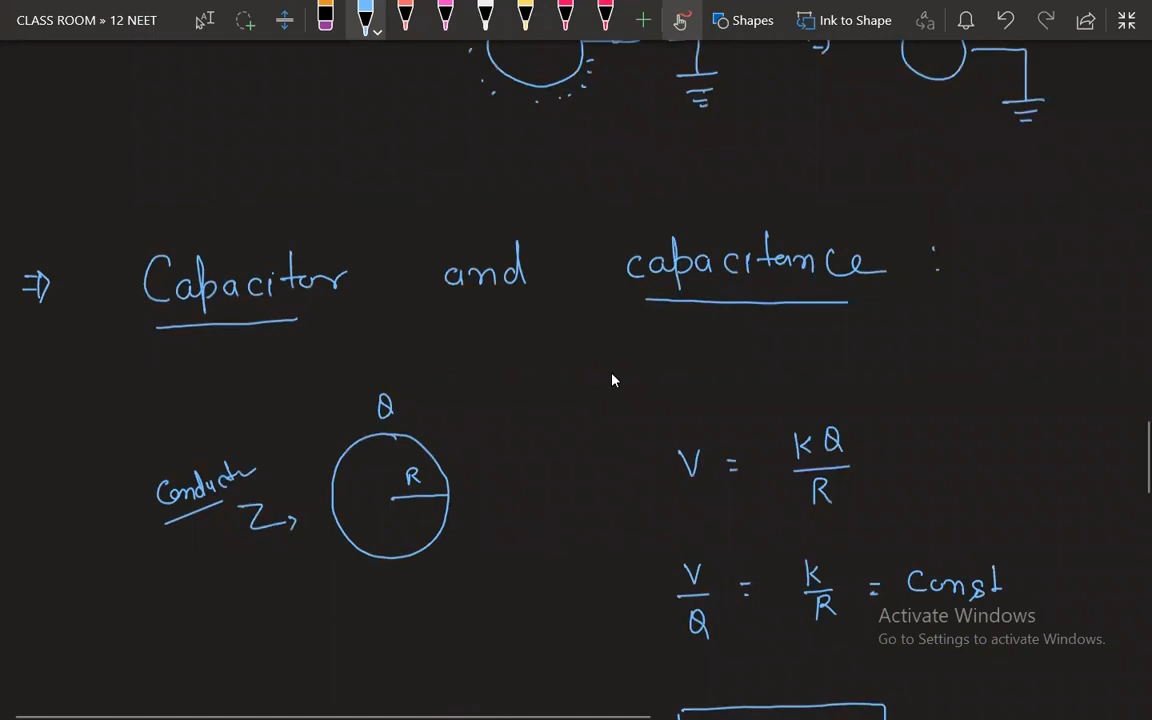 CLASS ROOM » 12 NEET
Shapes
Ink to Shape
⇒ Capacitor and capacitance :
Q
R
Conductr
V = kQ/R
V/Q = k/R = Const
Activate Windows
Go to Settings to activate Windows.